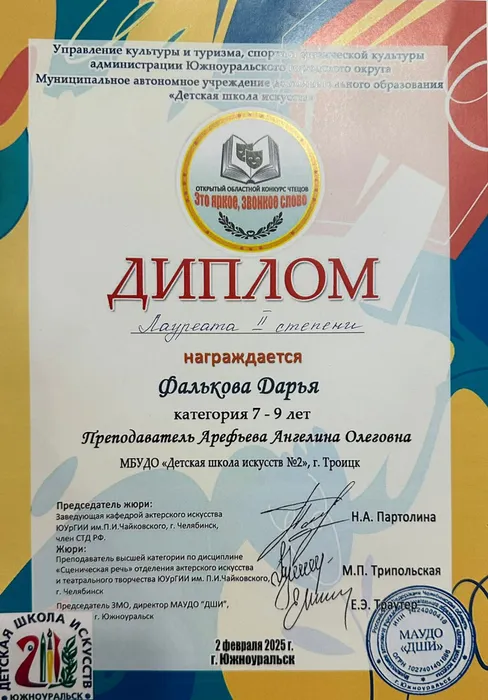 Управление культуры и туризма, спорта и физической культуры
администрации Южноуральского городского округа
Муниципальное автономное учреждение дополнительного образования
«Детская школа искусств»
ОТКРЫТЫЙ ОБЛАСТНОЙ КОНКУРС ЧТЕЦОВ
ЭТО ЯРКОЕ, ЗВОНКОЕ СЛОВО
ДИПЛОМ
Лауреата II степени
награждается
Фалькова Дарья
категория 7 - 9 лет
Преподаватель Арефьева Ангелина Олеговна
МБУДО «Детская школа искусств №2», г. Троицк
Председатель жюри:
Заведующая кафедрой актерского искусства
ЮУрГИИ им.П.И.Чайковского, г. Челябинск,
член СТД РФ.
Н.А. Партолина
Жюри:
Преподаватель высшей категории по дисциплине
«Сценическая речь» отделения актерского искусства
и театрального творчества ЮУрГИИ им. П.И.Чайковского,
г. Челябинск
М.П. Трипольская
Председатель ЗМО, директор МАУДО "ДШИ",
г. Южноуральск
Е.Э. Траутер
2 февраля 2025 г.
г. Южноуральск
ДЕТСКАЯ ШКОЛА ИСКУССТВ
ЮЖНОУРАЛЬСК
МАУДО
«ДШИ»